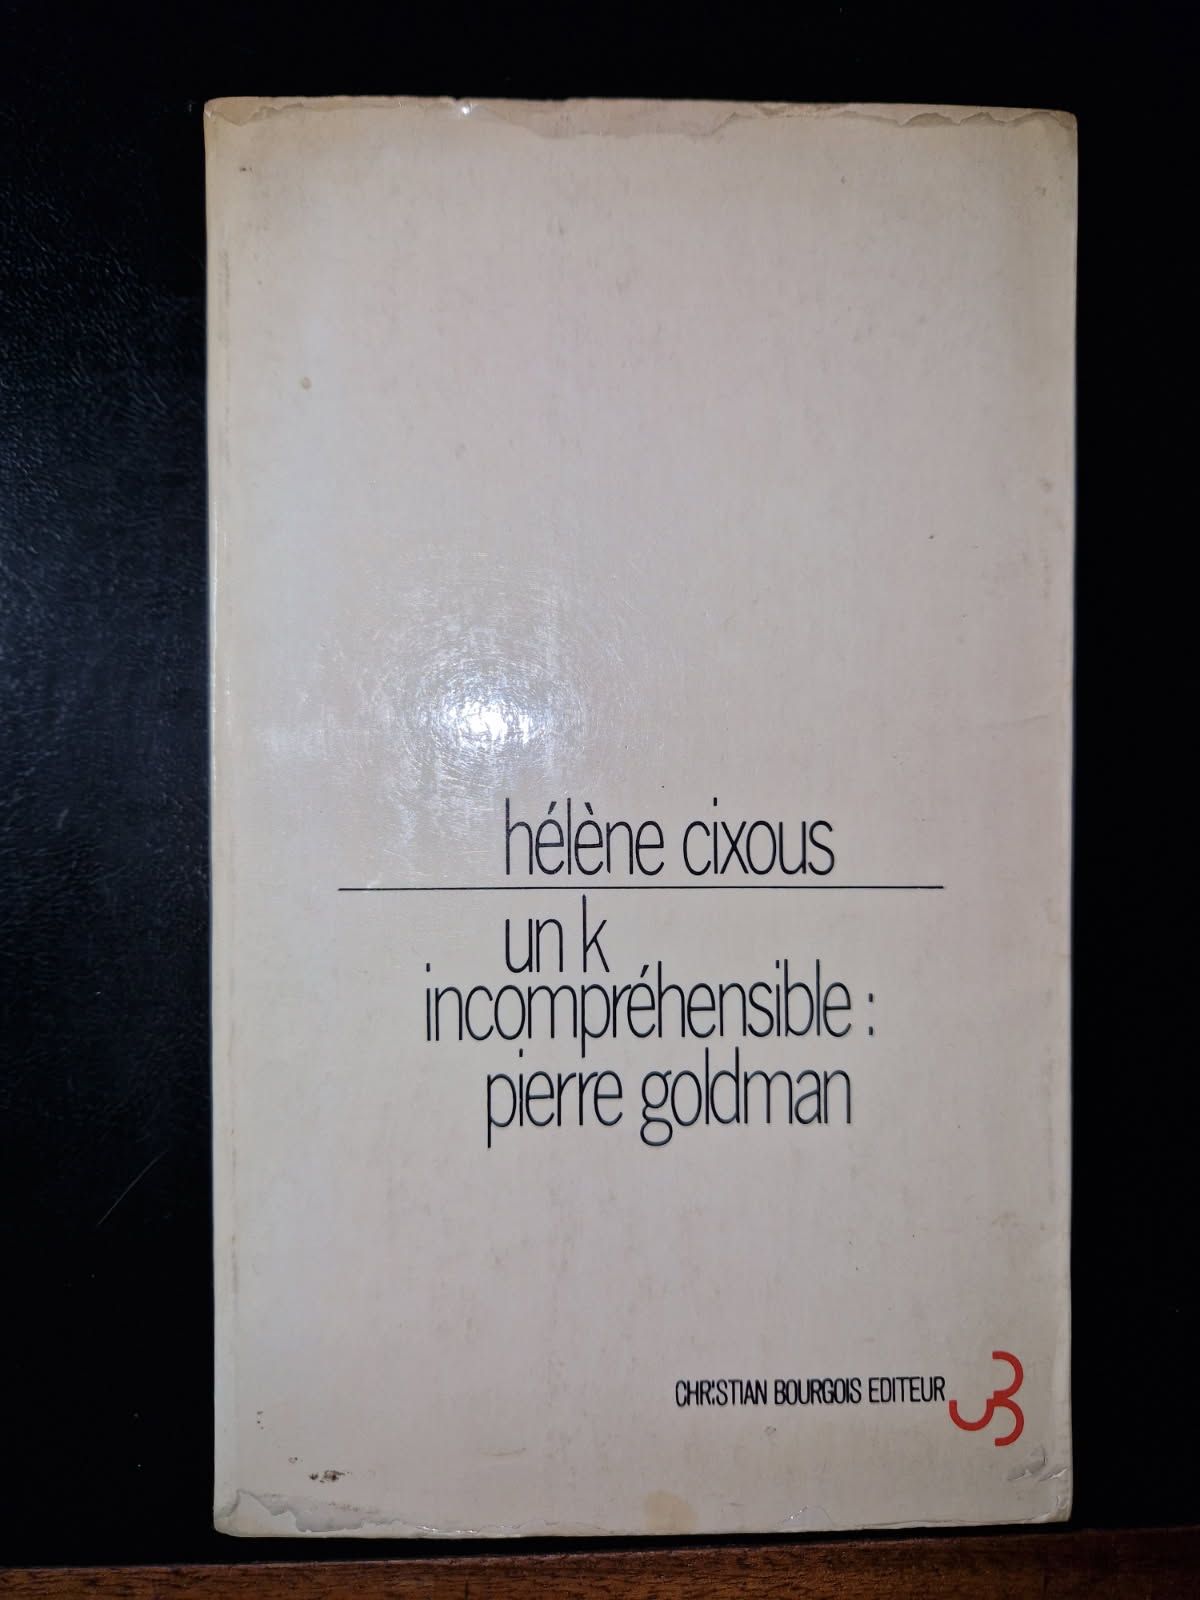 hélène cixous
un k
incompréhensible :
pierre goldman
CHRISTIAN BOURGOIS EDITEUR